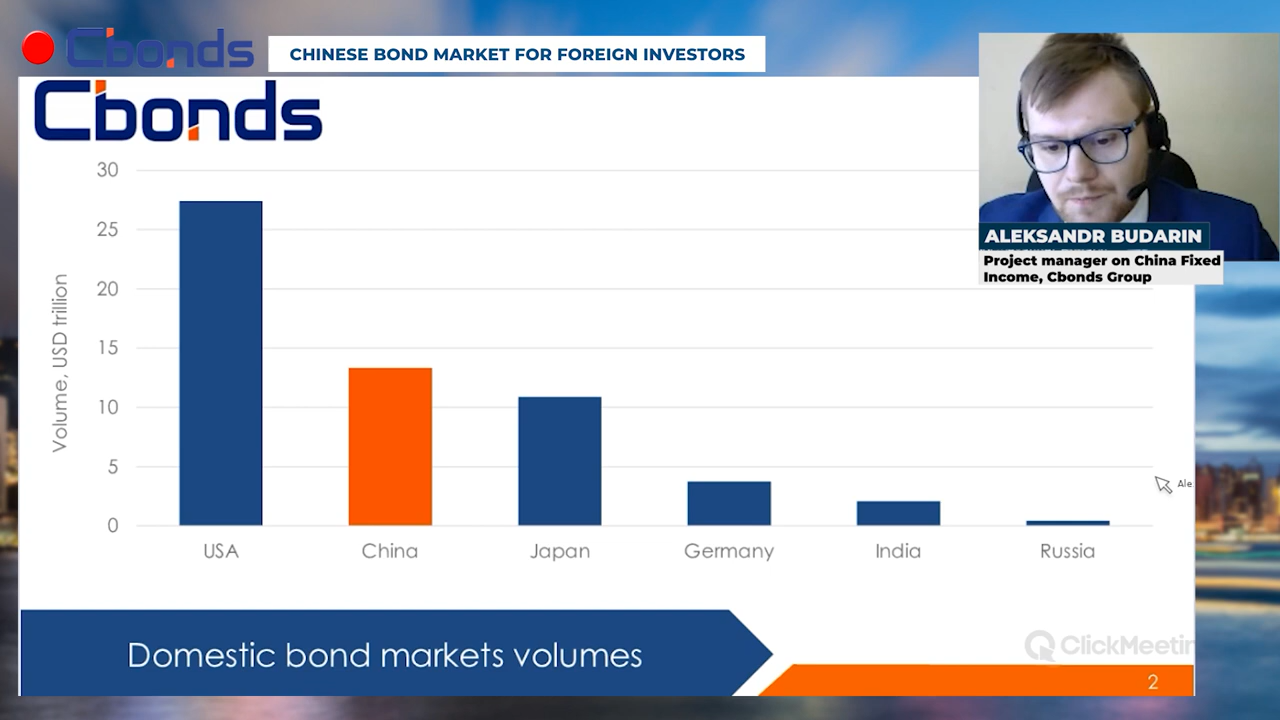 Cbonds
CHINESE BOND MARKET FOR FOREIGN INVESTORS
Cbonds
ALEKSANDR BUDARIN
Project manager on China Fixed
Income, Cbonds Group
Volume, USD trillion
30
25
20
15
10
5
0
USA China Japan Germany India Russia
Ale
Domestic bond markets volumes
ClickMeetin
2